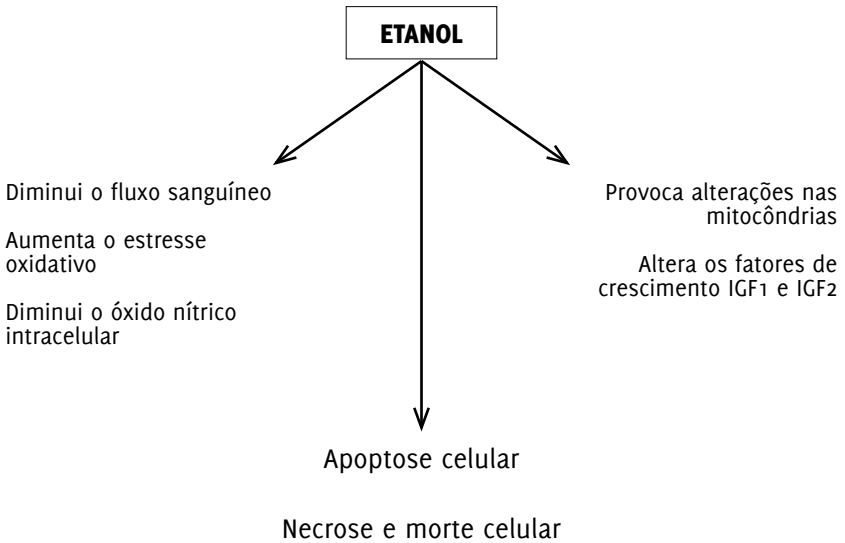 ETANOL
Diminui o fluxo sanguíneo
Aumenta o estresse
oxidativo
Diminui o óxido nítrico
intracelular
Provoca alterações nas
mitocôndrias
Altera os fatores de
crescimento IGF1 e IGF2
Apoptose celular
Necrose e morte celular